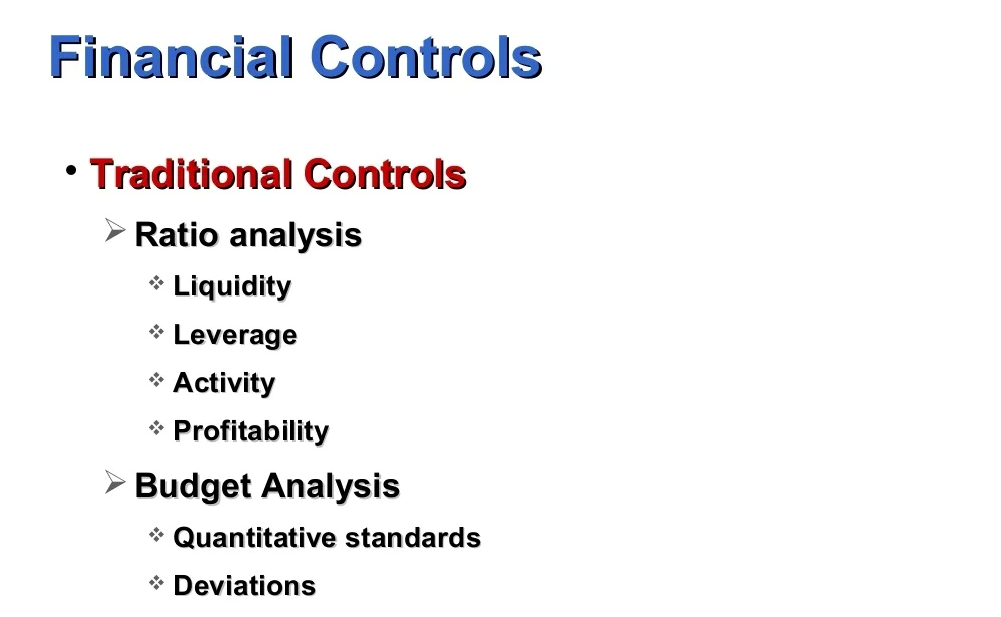 Financial Controls
• Traditional Controls
➢ Ratio analysis
❖ Liquidity
❖ Leverage
❖ Activity
❖ Profitability
➢ Budget Analysis
❖ Quantitative standards
❖ Deviations